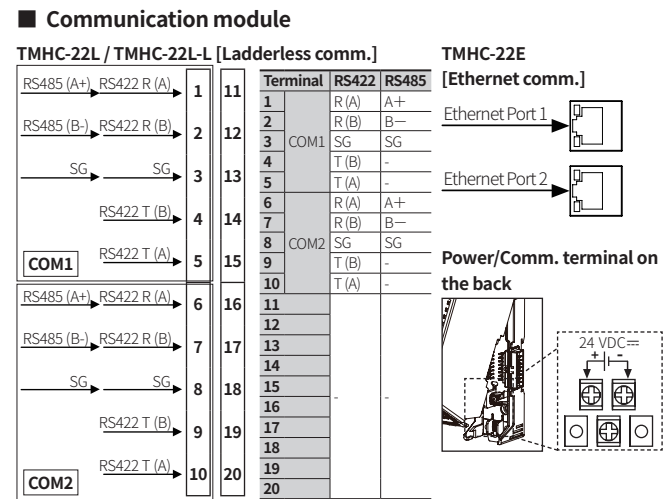 ■ Communication module
TMHC-22L / TMHC-22L-L [Ladderless comm.]
RS485 (A+) RS422 R (A) 1 11
RS485 (B-) RS422 R (B) 2 12
SG SG 3 13
RS422 T (B) 4 14
COM1 RS422 T (A) 5 15
RS485 (A+) RS422 R (A) 6 16
RS485 (B-) RS422 R (B) 7 17
SG SG 8 18
RS422 T (B) 9 19
COM2 RS422 T (A) 10 20
Terminal RS422 RS485
1 R (A) A+
2 R (B) B−
3 COM1 SG SG
4 T (B) -
5 T (A) -
6 R (A) A+
7 R (B) B−
8 COM2 SG SG
9 T (B) -
10 T (A) -
11
12
13
14
15
16 - -
17
18
19
20
TMHC-22E
[Ethernet comm.]
Ethernet Port 1
Ethernet Port 2
Power/Comm. terminal on
the back
24 VDC⎓
+ -